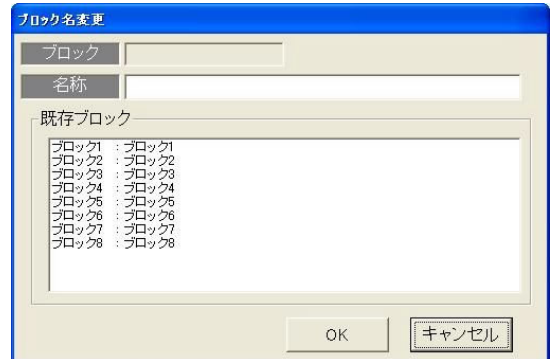 ブロック名変更
ブロック
名称
既存ブロック
ブロック1 : ブロック1
ブロック2 : ブロック2
ブロック3 : ブロック3
ブロック4 : ブロック4
ブロック5 : ブロック5
ブロック6 : ブロック6
ブロック7 : ブロック7
ブロック8 : ブロック8
OK
キャンセル